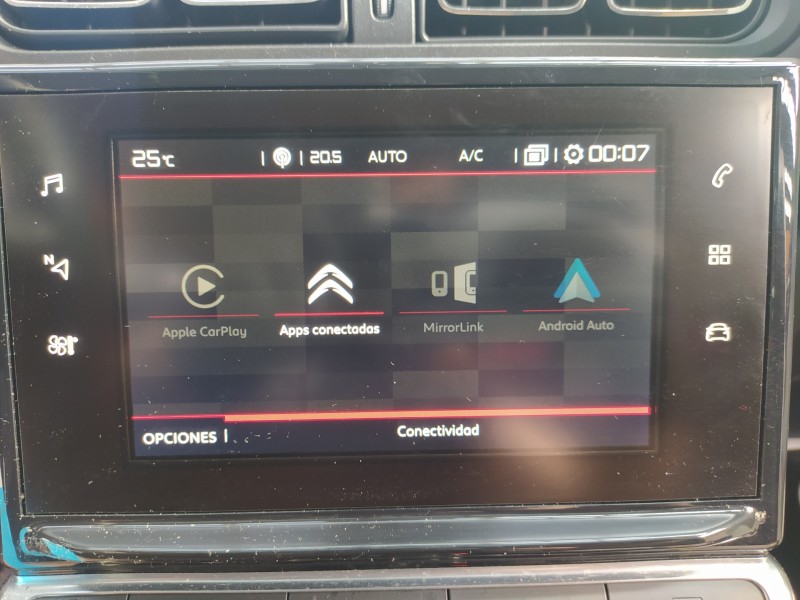 25°C 20.5 AUTO A/C 00:07
N
Apple CarPlay Apps conectadas MirrorLink Android Auto
OPCIONES Conectividad